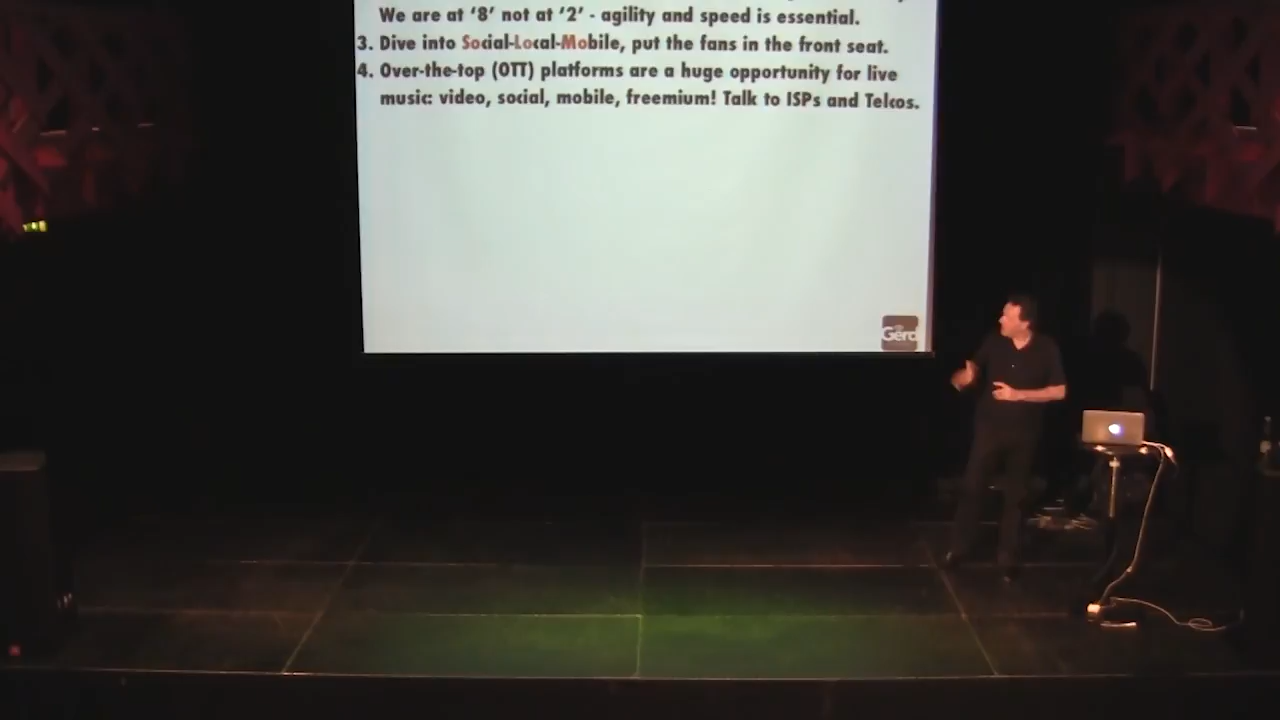 We are at ‘8’ not at ‘2’ - agility and speed is essential.
3. Dive into Social-Local-Mobile, put the fans in the front seat.
4. Over-the-top (OTT) platforms are a huge opportunity for live
music: video, social, mobile, freemium! Talk to ISPs and Telcos.
Gerd